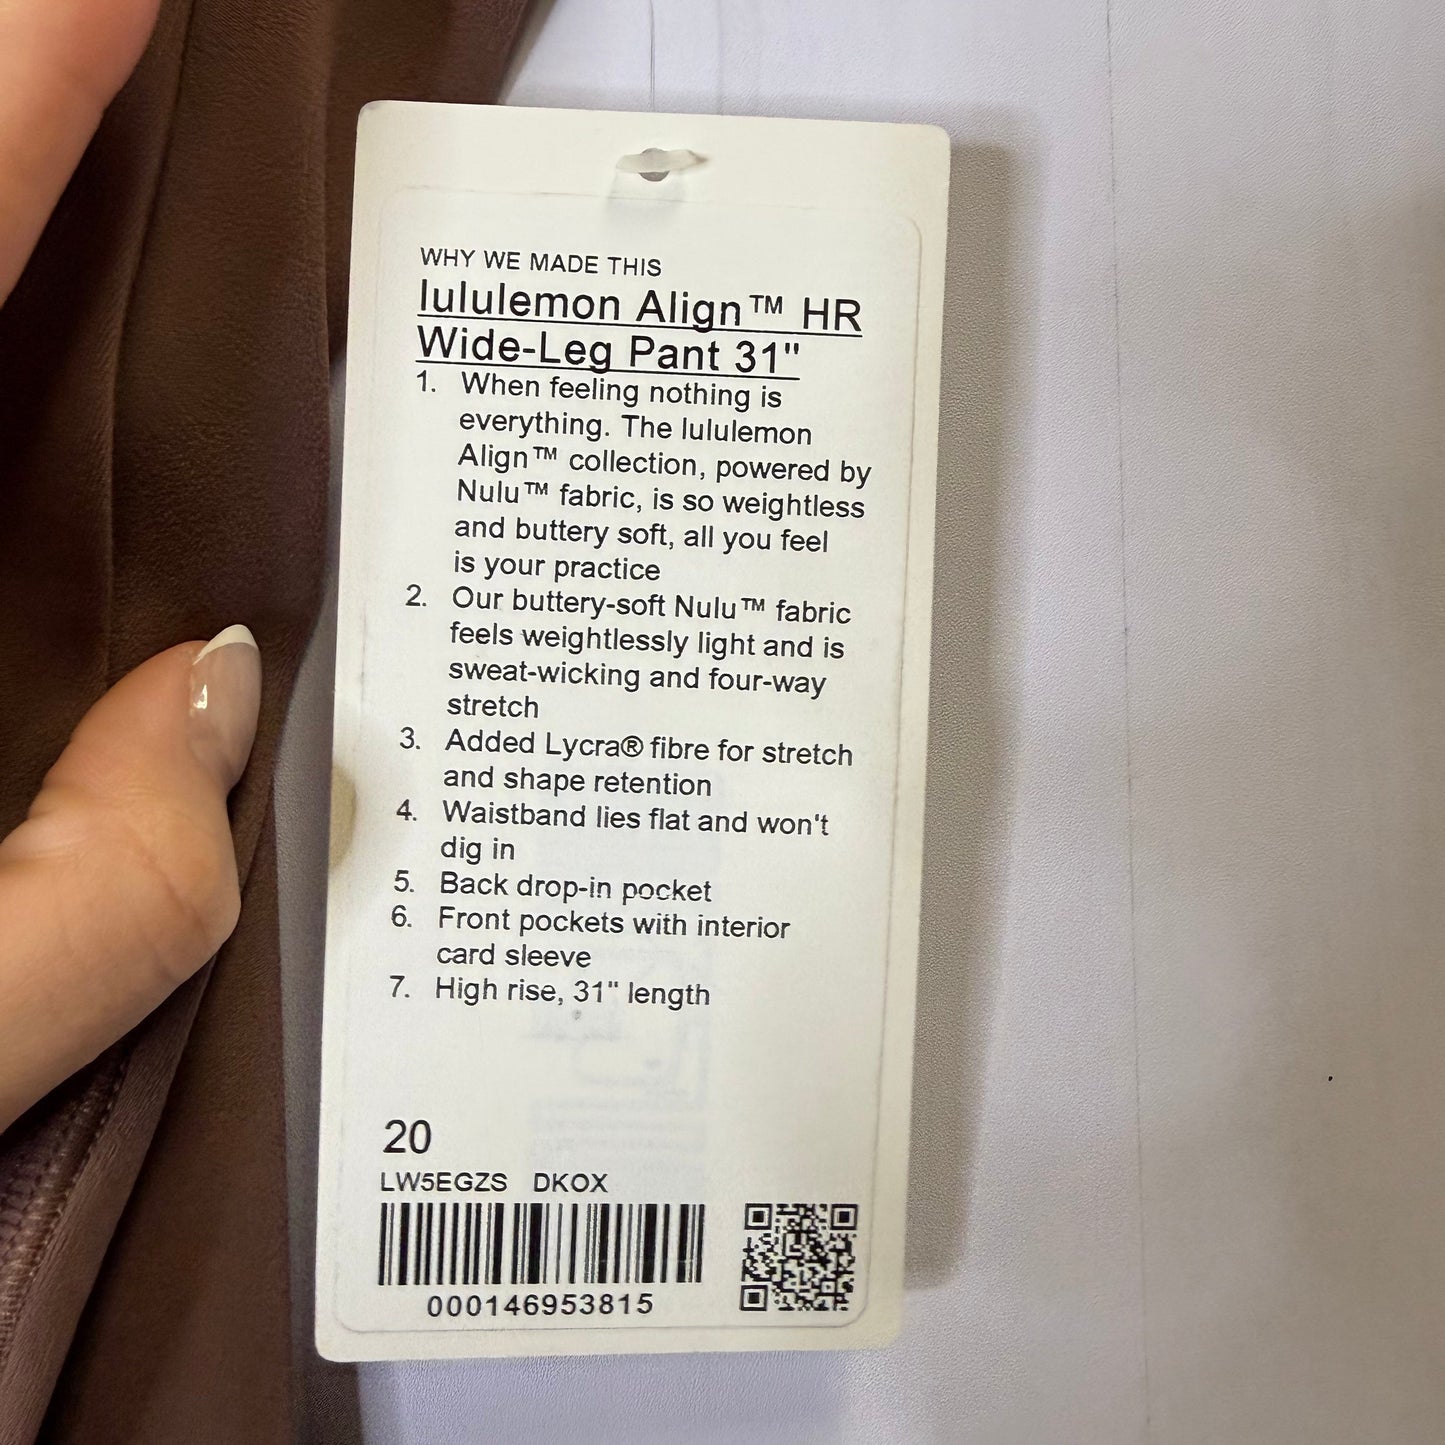 WHY WE MADE THIS
lululemon Align™ HR
Wide-Leg Pant 31"
1. When feeling nothing is
everything. The lululemon
Align™ collection, powered by
Nulu™ fabric, is so weightless
and buttery soft, all you feel
is your practice
2. Our buttery-soft Nulu™ fabric
feels weightlessly light and is
sweat-wicking and four-way
stretch
3. Added Lycra® fibre for stretch
and shape retention
4. Waistband lies flat and won't
dig in
5. Back drop-in pocket
6. Front pockets with interior
card sleeve
7. High rise, 31" length
20
LW5EGZS DKOX
000146953815